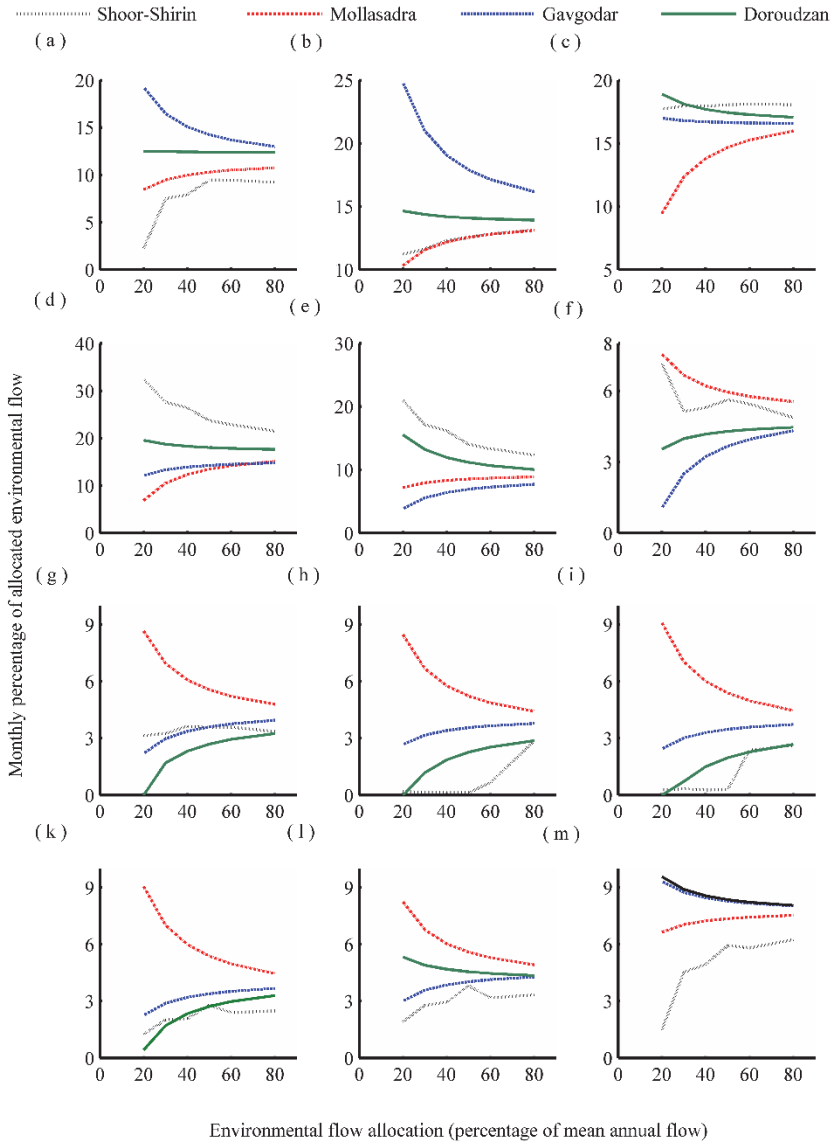 Shoor-Shirin Mollasadra Gavgodar Doroudzan
( a ) ( b ) ( c )
20 25 20
15 20 15
10 15 10
5
0 10 5
0 20 40 60 80 0 20 40 60 80 0 20 40 60 80
( d ) ( e ) ( f )
40 30 8
30 20 6
20 10 3
10
0 0 0
0 20 40 60 80 0 20 40 60 80 0 20 40 60 80
( g ) ( h ) ( i )
9 9 9
6 6 6
3 3 3
0 0 0
0 20 40 60 80 0 20 40 60 80 0 20 40 60 80
( k ) ( l ) ( m )
9 9 9
6 6 6
3 3 3
0 0 0
0 20 40 60 80 0 20 40 60 80 0 20 40 60 80
Monthly percentage of allocated environmental flow
Environmental flow allocation (percentage of mean annual flow)